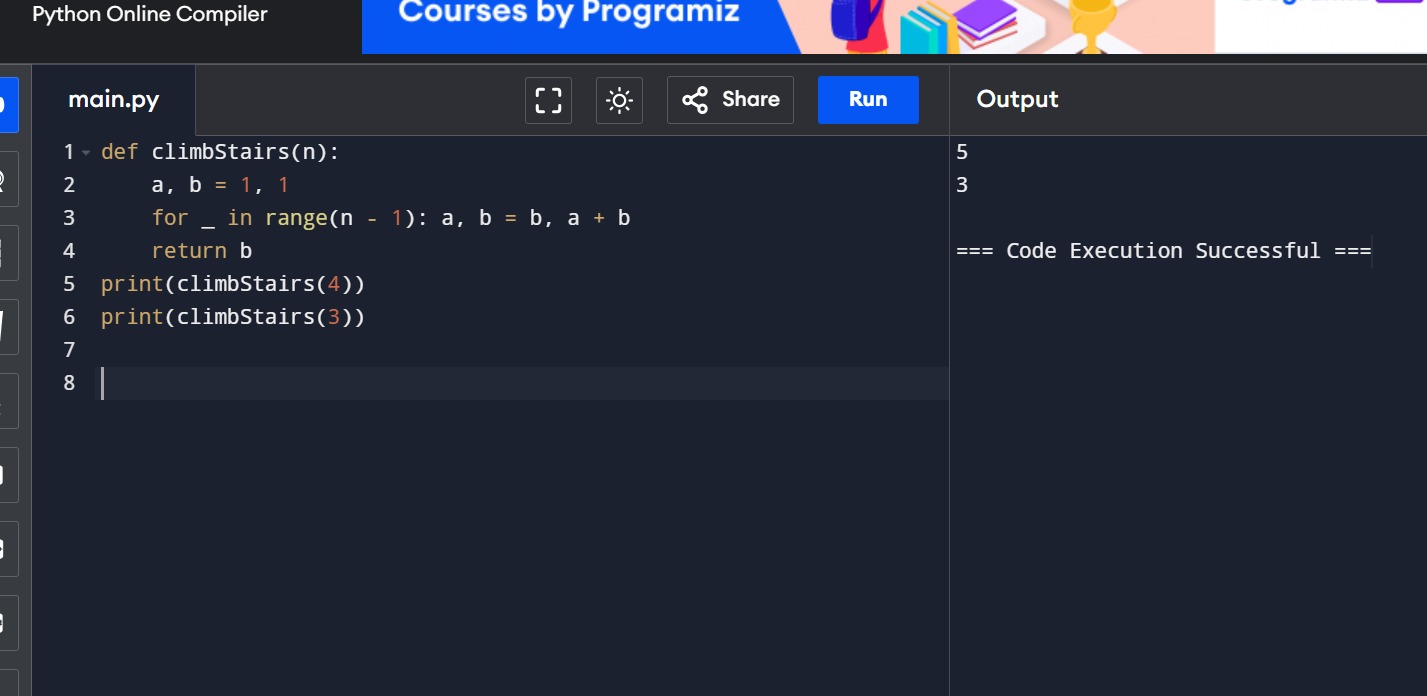 Python Online Compiler
Courses by Programiz
main.py
Share
Run
Output
1 def climbStairs(n):
2     a, b = 1, 1
3     for _ in range(n - 1): a, b = b, a + b
4     return b
5 print(climbStairs(4))
6 print(climbStairs(3))
7
8
5
3
=== Code Execution Successful ===